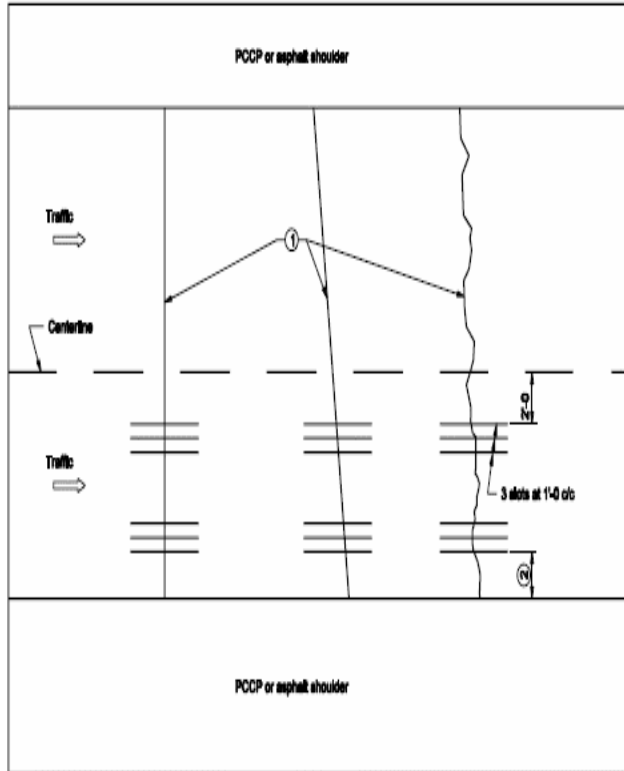 PCCP or asphalt shoulder
Traffic
1
Centerline
2'-0
Traffic
3 slots at 1'-0 c/c
2
PCCP or asphalt shoulder